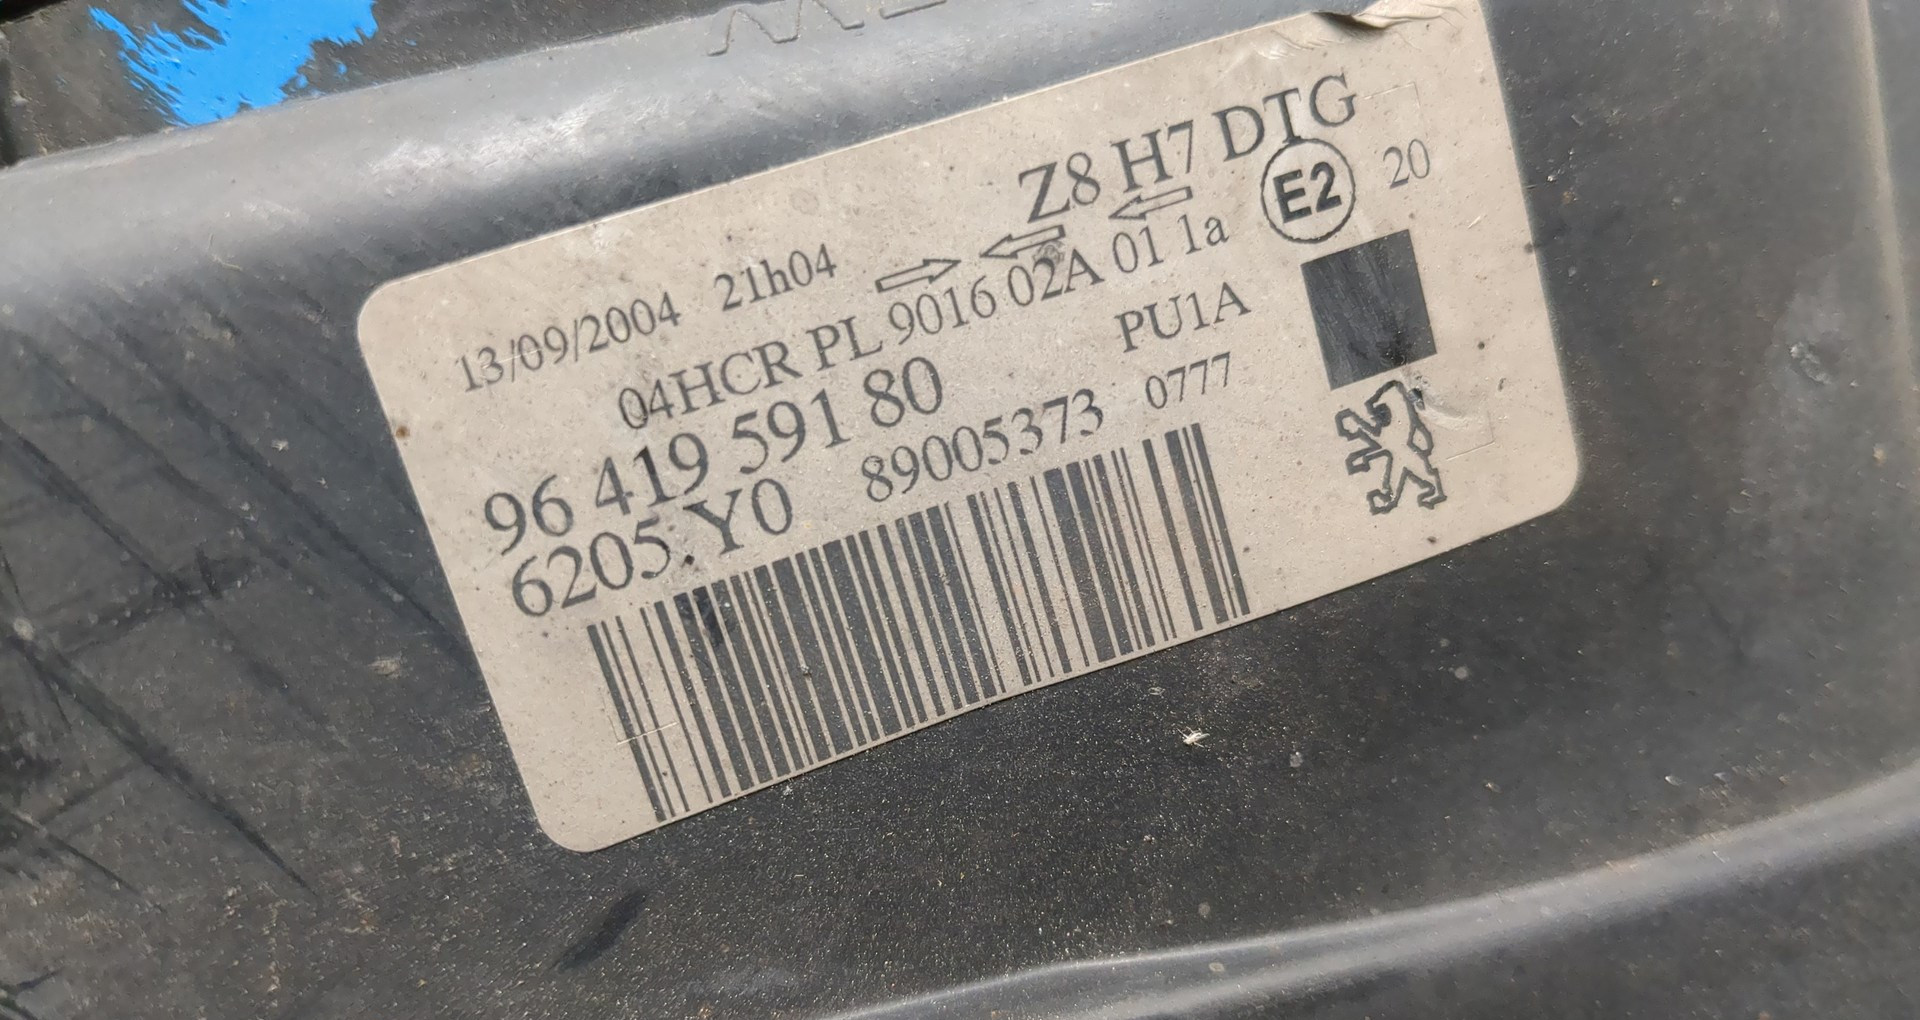 Z8 H7 DTG
13/09/2004 21h04
E2 20
04HCR PL 9016 02A 01 1a
96 419 591 80 PU1A
6205 Y0 89005373 0777